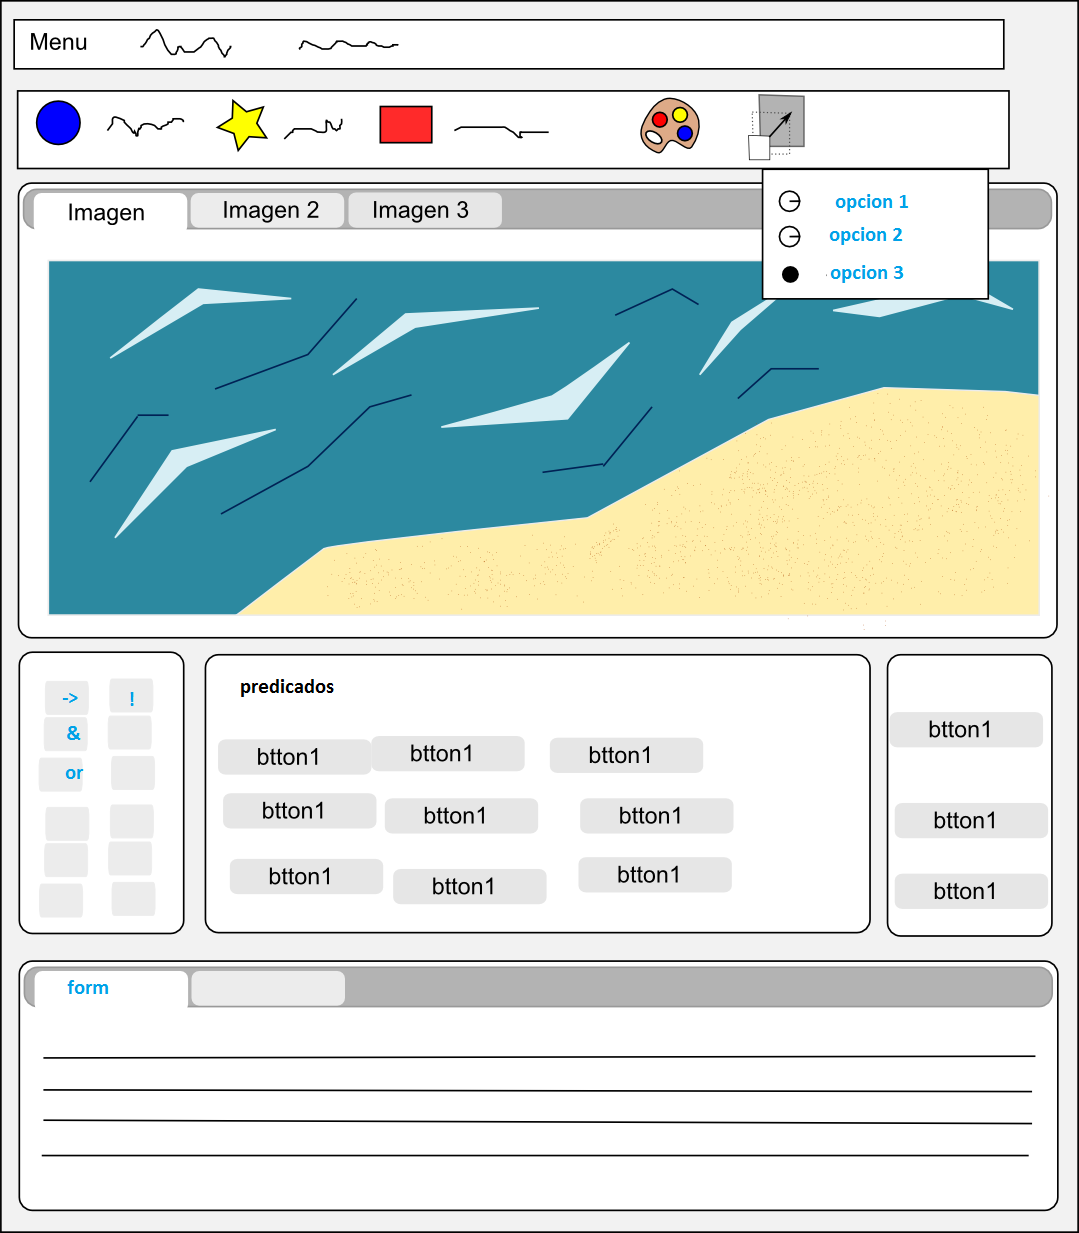 Menu
Imagen Imagen 2 Imagen 3
opcion 1
opcion 2
opcion 3
-> !
&
or
predicados
btton1 btton1 btton1
btton1 btton1 btton1
btton1 btton1 btton1
btton1
btton1
btton1
form